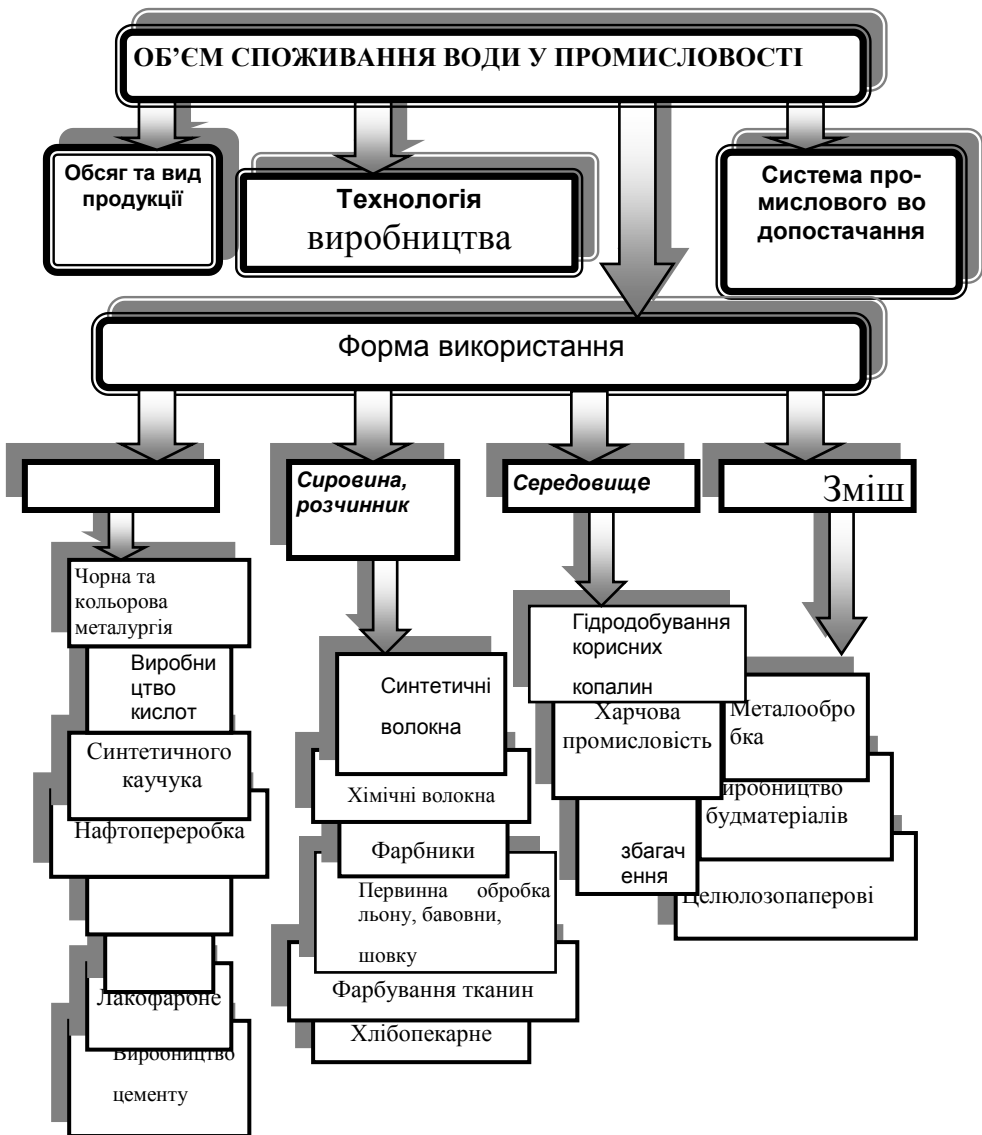 ОБ’ЄМ СПОЖИВАННЯ ВОДИ У ПРОМИСЛОВОСТІ
Обсяг та вид
продукції
Технологія
виробництва
Система про-
мислового во
допостачання
Форма використання
Сировина,
розчинник
Середовище
Зміш
Чорна та
кольорова
металургія
Виробни
цтво
кислот
Синтетичного
каучука
Нафтопереробка
Лакофароне
Виробництво
цементу
Синтетичні
волокна
Хімічні волокна
Фарбники
Первинна обробка
льону, бавовни,
шовку
Фарбування тканин
Хлібопекарне
Гідродобування
корисних
копалин
Харчова
промисловість
збагач
ення
Металообро
бка
иробництво
будматеріалів
Целюлозопаперові